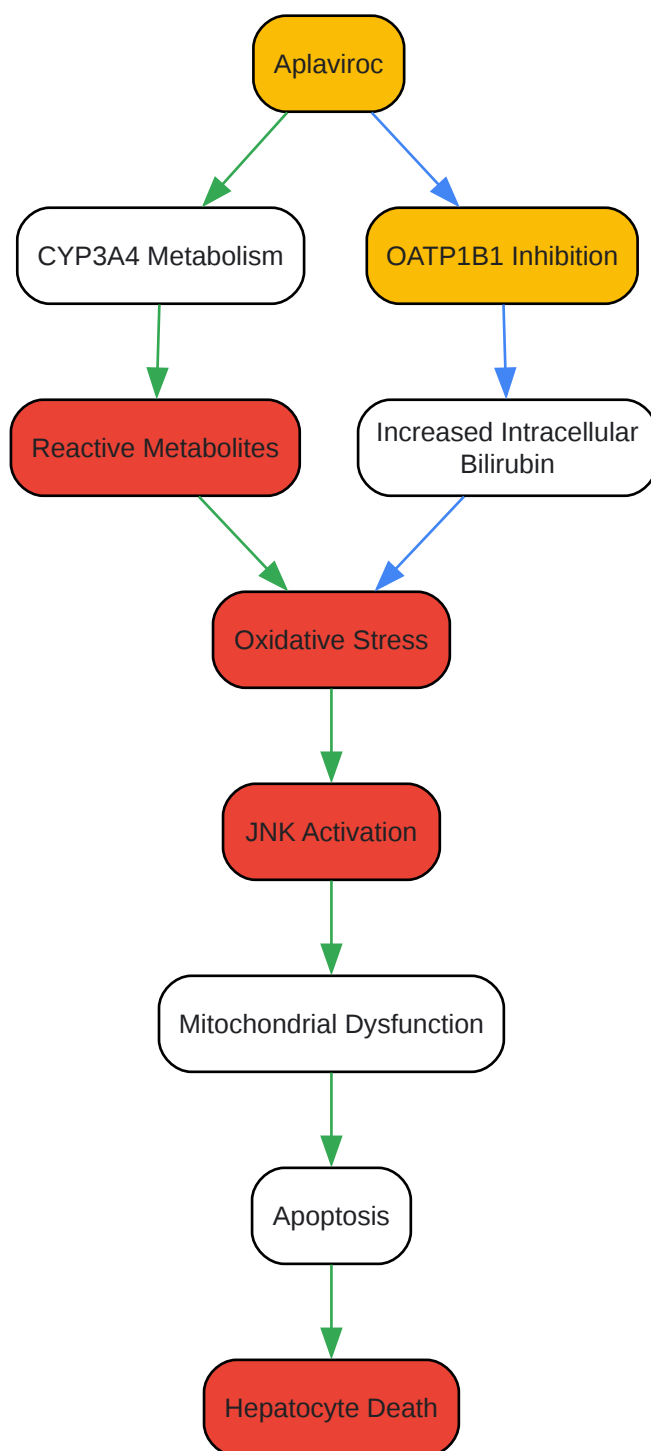 Aplaviroc
CYP3A4 Metabolism
OATP1B1 Inhibition
Reactive Metabolites
Increased Intracellular
Bilirubin
Oxidative Stress
JNK Activation
Mitochondrial Dysfunction
Apoptosis
Hepatocyte Death